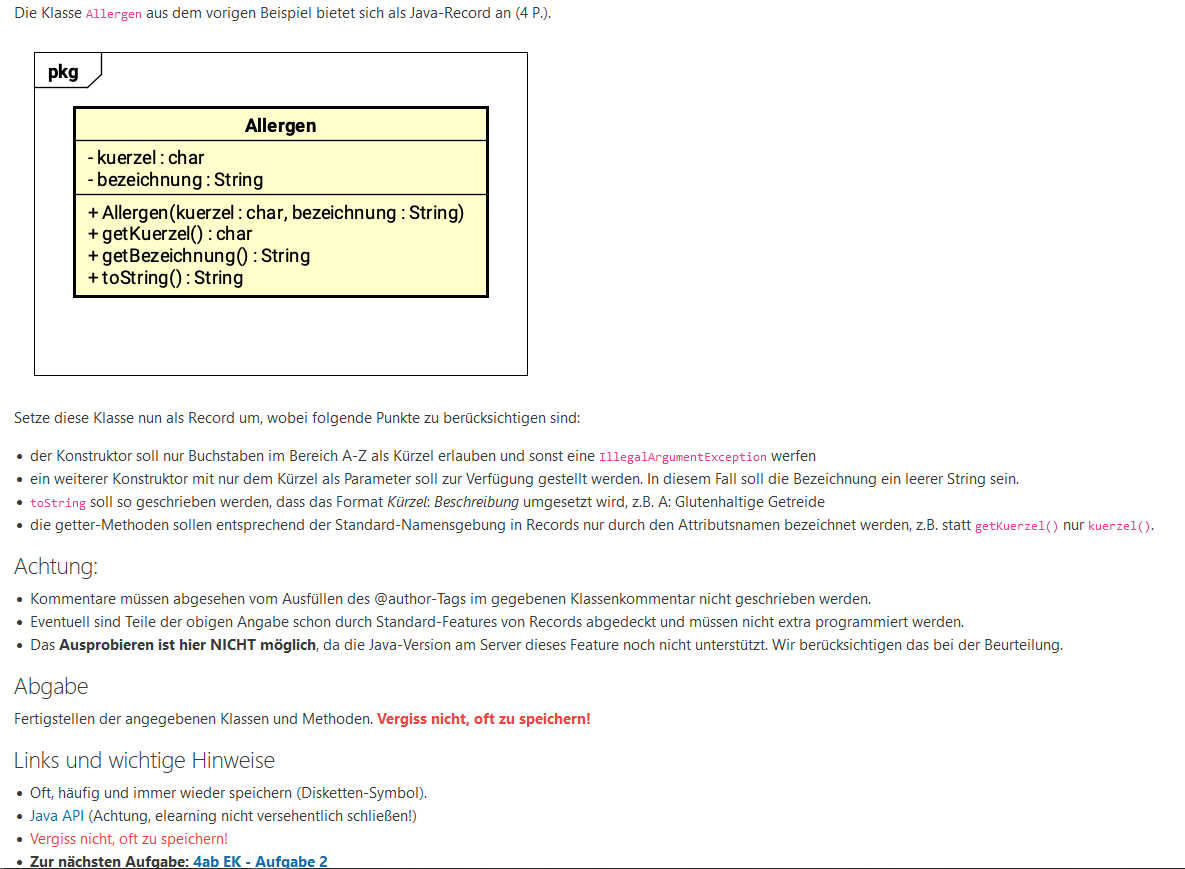 Die Klasse Allergen aus dem vorigen Beispiel bietet sich als Java-Record an (4 P.).
pkg
Allergen
- kuerzel : char
- bezeichnung : String
+ Allergen(kuerzel : char, bezeichnung : String)
+ getKuerzel() : char
+ getBezeichnung() : String
+ toString() : String
Setze diese Klasse nun als Record um, wobei folgende Punkte zu berücksichtigen sind:
• der Konstruktor soll nur Buchstaben im Bereich A-Z als Kürzel erlauben und sonst eine IllegalArgumentException werfen
• ein weiterer Konstruktor mit nur dem Kürzel als Parameter soll zur Verfügung gestellt werden. In diesem Fall soll die Bezeichnung ein leerer String sein.
• toString soll so geschrieben werden, dass das Format Kürzel: Beschreibung umgesetzt wird, z.B. A: Glutenhaltige Getreide
• die getter-Methoden sollen entsprechend der Standard-Namensgebung in Records nur durch den Attributsnamen bezeichnet werden, z.B. statt getKuerzel() nur kuerzel().
Achtung:
• Kommentare müssen abgesehen vom Ausfüllen des @author-Tags im gegebenen Klassenkommentar nicht geschrieben werden.
• Eventuell sind Teile der obigen Angabe schon durch Standard-Features von Records abgedeckt und müssen nicht extra programmiert werden.
• Das Ausprobieren ist hier NICHT möglich, da die Java-Version am Server dieses Feature noch nicht unterstützt. Wir berücksichtigen das bei der Beurteilung.
Abgabe
Fertigstellen der angegebenen Klassen und Methoden. Vergiss nicht, oft zu speichern!
Links und wichtige Hinweise
• Oft, häufig und immer wieder speichern (Disketten-Symbol).
• Java API (Achtung, elearning nicht versehentlich schließen!)
• Vergiss nicht, oft zu speichern!
• Zur nächsten Aufgabe: 4ab EK - Aufgabe 2